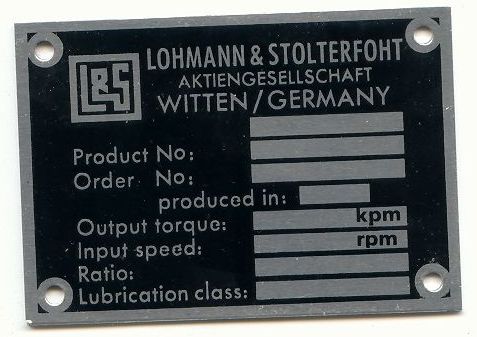 L&S
LOHMANN & STOLTERFOHT
AKTIENGESELLSCHAFT
WITTEN/GERMANY
Product No:
Order No:
produced in:
Output torque: kpm
Input speed: rpm
Ratio:
Lubrication class: